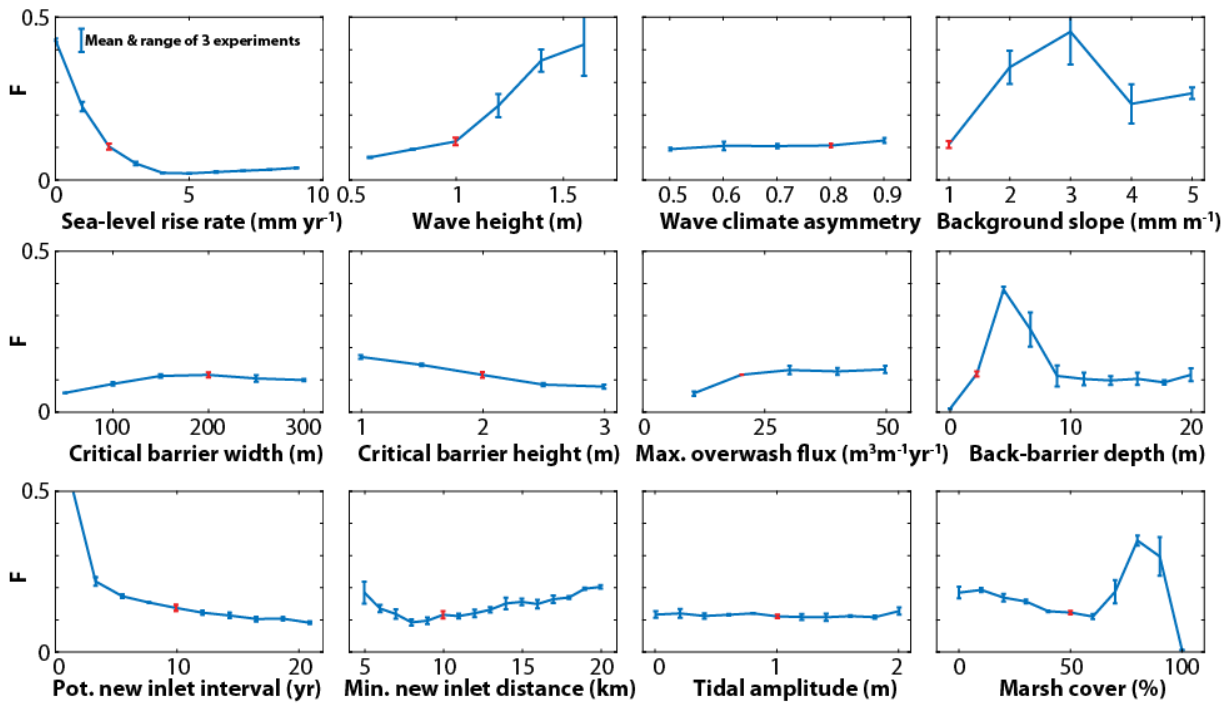 0.5
Mean & range of 3 experiments
F
0
0 5 10 0.5 1 1.5 0.5 0.6 0.7 0.8 0.9 1 2 3 4 5
Sea-level rise rate (mm yr⁻¹) Wave height (m) Wave climate asymmetry Background slope (mm m⁻¹)
0.5
F
0
100 200 300 1 2 3 0 25 50 0 10 20
Critical barrier width (m) Critical barrier height (m) Max. overwash flux (m³m⁻¹yr⁻¹) Back-barrier depth (m)
0.5
F
0
0 10 20 5 10 15 20 0 1 2 0 50 100
Pot. new inlet interval (yr) Min. new inlet distance (km) Tidal amplitude (m) Marsh cover (%)